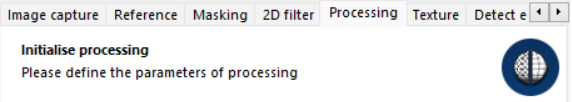 Image capture Reference Masking 2D filter Processing Texture Detect e
Initialise processing
Please define the parameters of processing